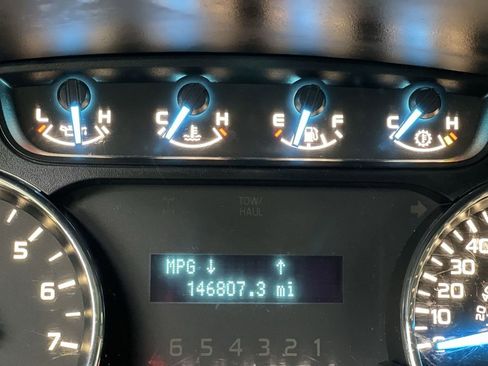 L H C H E F C H
TOW/
HAUL
MPG ↓ ↑
146807.3 mi
5
6
7
6 5 4 3 2 1
40
30
20
10
0